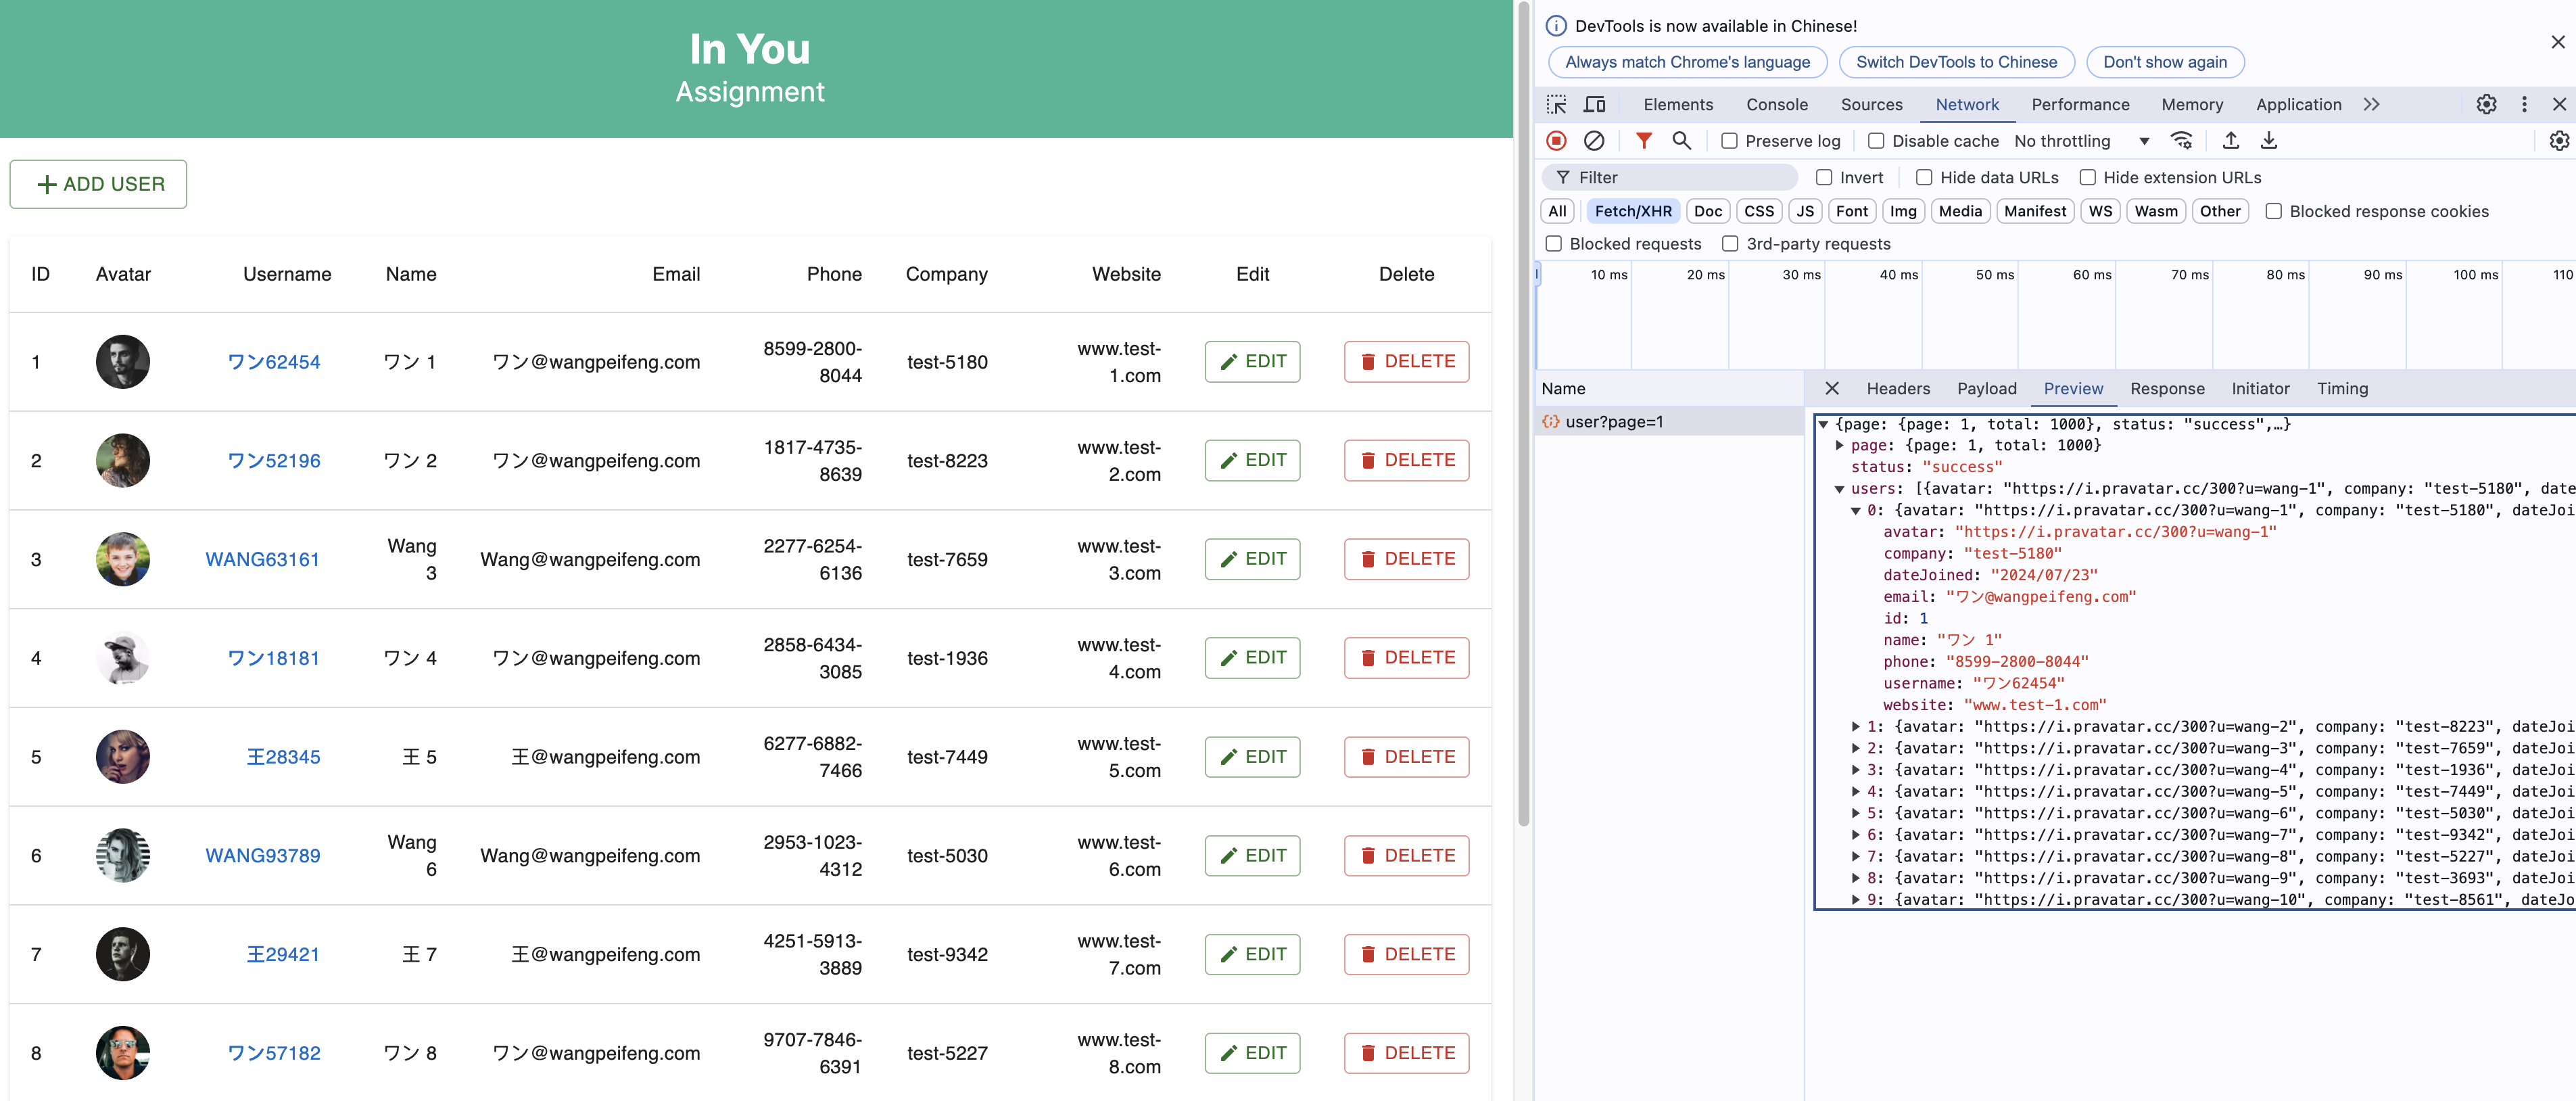 In You
Assignment
ADD USER
ID Avatar Username Name Email Phone Company Website Edit Delete
1 ワン62454 ワン 1 ワン@wangpeifeng.com 8599-2800-8044 test-5180 www.test-1.com EDIT DELETE
2 ワン52196 ワン 2 ワン@wangpeifeng.com 1817-4735-8639 test-8223 www.test-2.com EDIT DELETE
3 WANG63161 Wang 3 Wang@wangpeifeng.com 2277-6254-6136 test-7659 www.test-3.com EDIT DELETE
4 ワン18181 ワン 4 ワン@wangpeifeng.com 2858-6434-3085 test-1936 www.test-4.com EDIT DELETE
5 王28345 王 5 王@wangpeifeng.com 6277-6882-7466 test-7449 www.test-5.com EDIT DELETE
6 WANG93789 Wang 6 Wang@wangpeifeng.com 2953-1023-4312 test-5030 www.test-6.com EDIT DELETE
7 王29421 王 7 王@wangpeifeng.com 4251-5913-3889 test-9342 www.test-7.com EDIT DELETE
8 ワン57182 ワン 8 ワン@wangpeifeng.com 9707-7846-6391 test-5227 www.test-8.com EDIT DELETE
DevTools is now available in Chinese!
Always match Chrome's language Switch DevTools to Chinese Don't show again
Elements Console Sources Network Performance Memory Application
Preserve log Disable cache No throttling
Filter Invert Hide data URLs Hide extension URLs
All Fetch/XHR Doc CSS JS Font Img Media Manifest WS Wasm Other Blocked response cookies
Blocked requests 3rd-party requests
10 ms 20 ms 30 ms 40 ms 50 ms 60 ms 70 ms 80 ms 90 ms 100 ms 110
Name Headers Payload Preview Response Initiator Timing
user?page=1
{page: {page: 1, total: 1000}, status: "success",…}
page: {page: 1, total: 1000}
status: "success"
users: [{avatar: "https://i.pravatar.cc/300?u=wang-1", company: "test-5180", date
0: {avatar: "https://i.pravatar.cc/300?u=wang-1", company: "test-5180", dateJoi
avatar: "https://i.pravatar.cc/300?u=wang-1"
company: "test-5180"
dateJoined: "2024/07/23"
email: "ワン@wangpeifeng.com"
id: 1
name: "ワン 1"
phone: "8599-2800-8044"
username: "ワン62454"
website: "www.test-1.com"
1: {avatar: "https://i.pravatar.cc/300?u=wang-2", company: "test-8223", dateJoi
2: {avatar: "https://i.pravatar.cc/300?u=wang-3", company: "test-7659", dateJoi
3: {avatar: "https://i.pravatar.cc/300?u=wang-4", company: "test-1936", dateJoi
4: {avatar: "https://i.pravatar.cc/300?u=wang-5", company: "test-7449", dateJoi
5: {avatar: "https://i.pravatar.cc/300?u=wang-6", company: "test-5030", dateJoi
6: {avatar: "https://i.pravatar.cc/300?u=wang-7", company: "test-9342", dateJoi
7: {avatar: "https://i.pravatar.cc/300?u=wang-8", company: "test-5227", dateJoi
8: {avatar: "https://i.pravatar.cc/300?u=wang-9", company: "test-3693", dateJoi
9: {avatar: "https://i.pravatar.cc/300?u=wang-10", company: "test-8561", dateJo